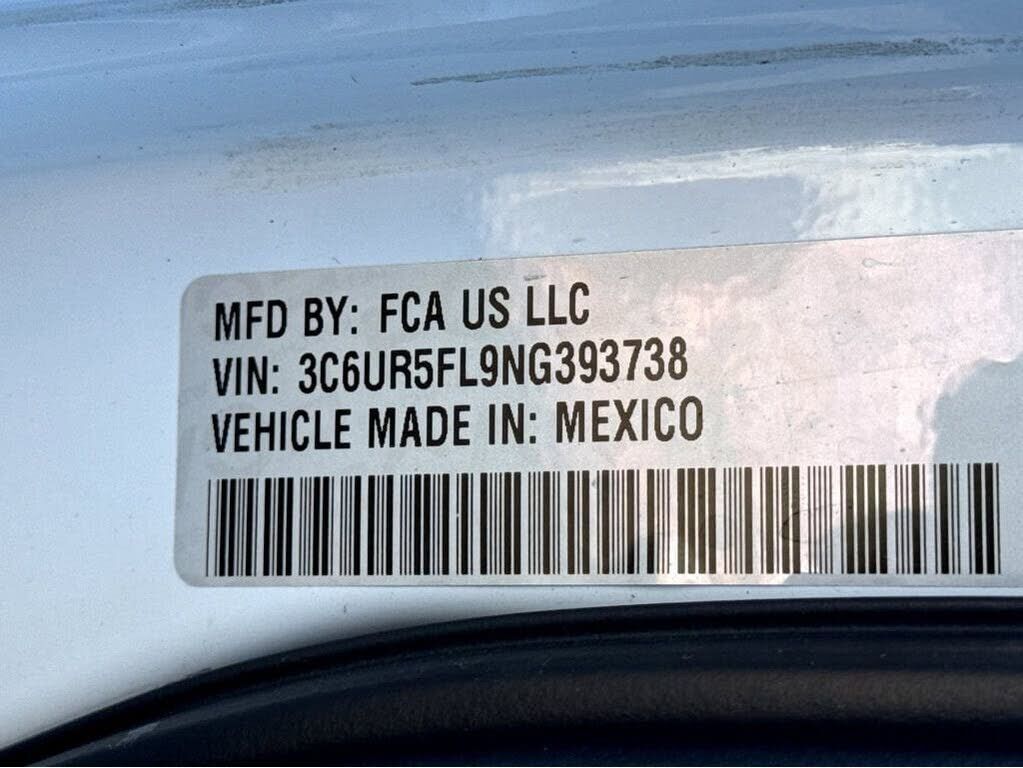 MFD BY: FCA US LLC
VIN: 3C6UR5FL9NG393738
VEHICLE MADE IN: MEXICO